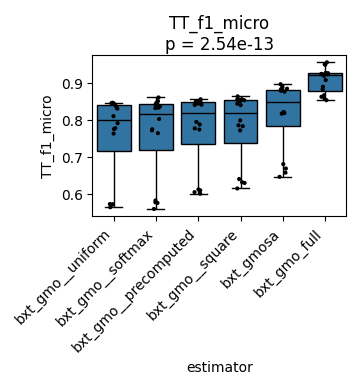 TT_f1_micro
p = 2.54e-13
TT_f1_micro
0.9
0.8
0.7
0.6
bxt_gmo__uniform
bxt_gmo__softmax
bxt_gmo__precomputed
bxt_gmo__square
bxt_gmosa
bxt_gmo_full
estimator